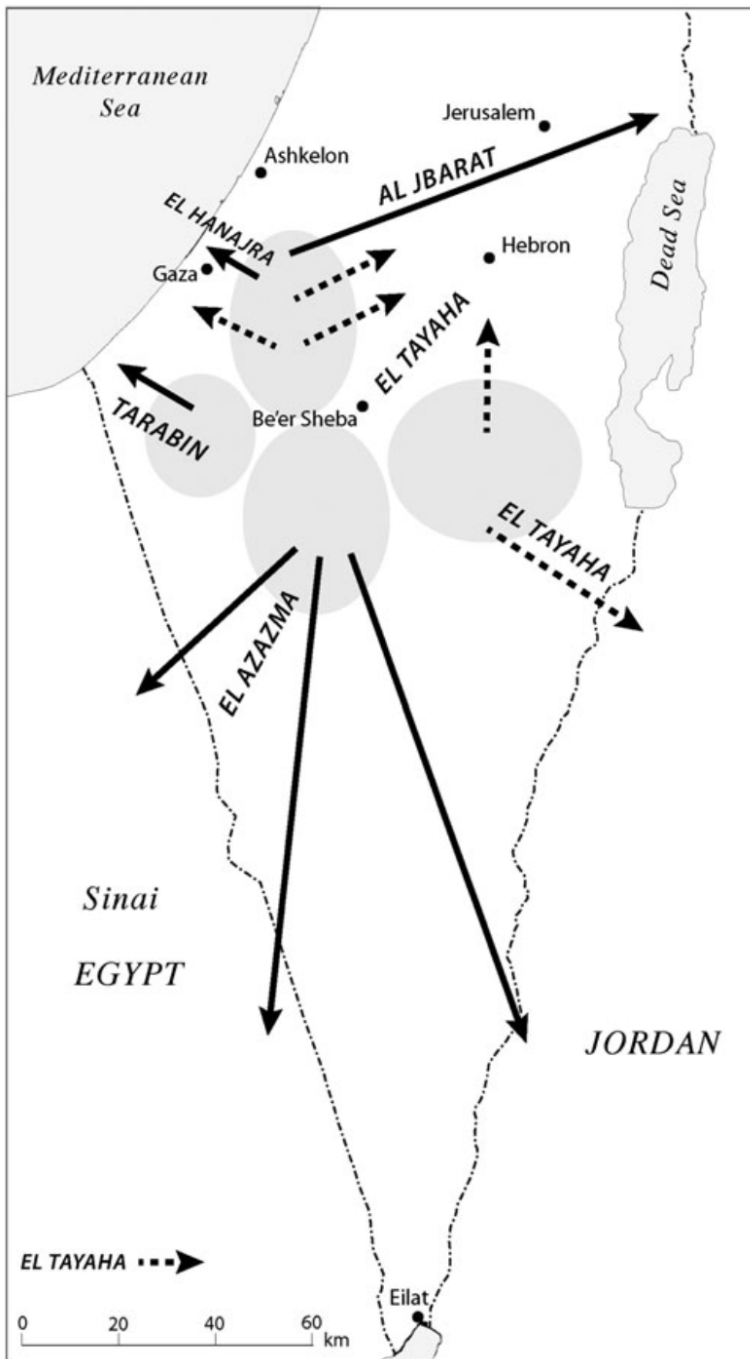 Mediterranean
Sea
Jerusalem
Ashkelon
AL JBARAT
EL HANAJRA
Dead Sea
Gaza
Hebron
EL TAYAHA
Be'er Sheba
TARABIN
EL TAYAHA
EL AZAZMA
Sinai
EGYPT
JORDAN
EL TAYAHA
Eilat
0 20 40 60
km